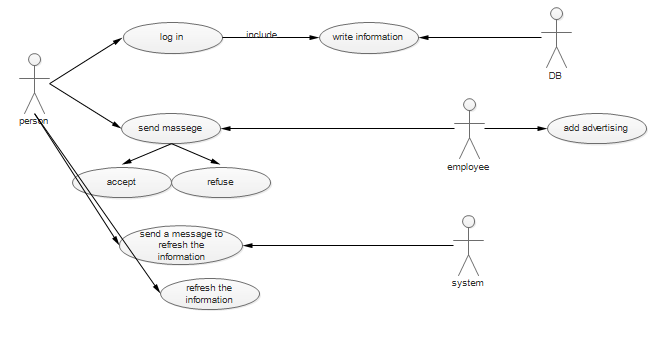 log in
include
write information
DB
person
send massege
employee
add advertising
accept
refuse
send a message to
refresh the
information
system
refresh the
information